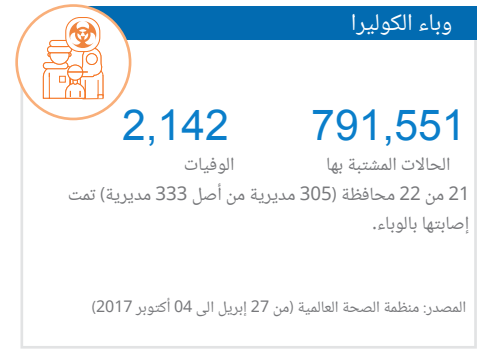 وباء الكوليرا
791,551 2,142
الحالات المشتبة بها الوفيات
21 من 22 محافظة (305 مديرية من أصل 333 مديرية) تمت
إصابتها بالوباء.
المصدر: منظمة الصحة العالمية (من 27 إبريل الى 04 أكتوبر 2017)